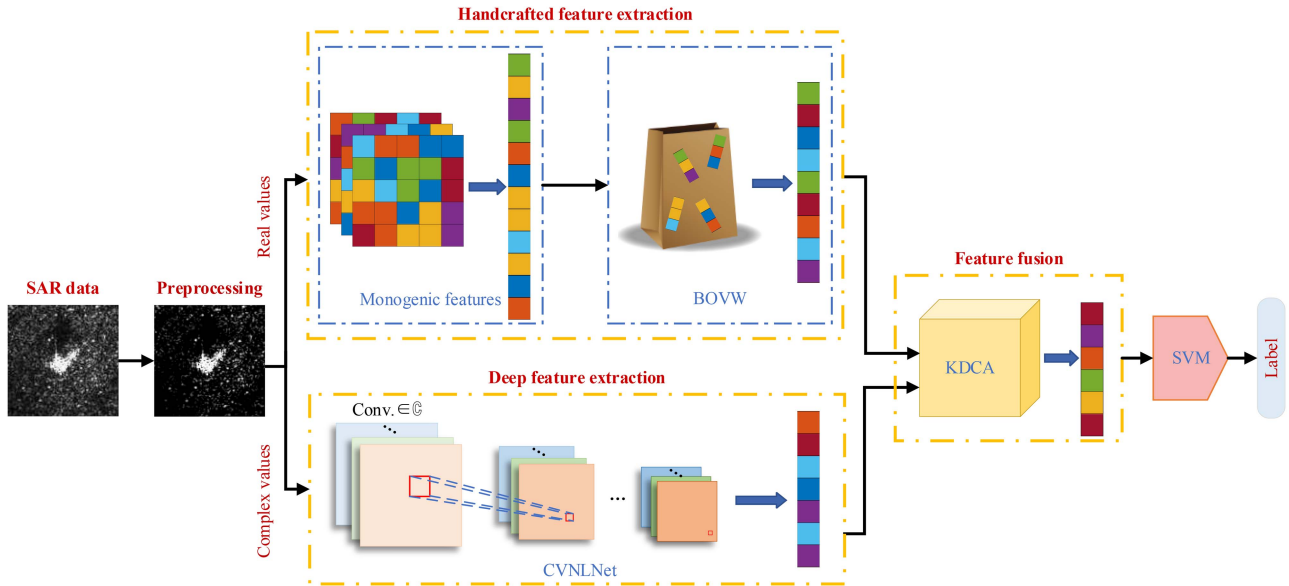 Handcrafted feature extraction
Real values
Monogenic features
BOVW
SAR data
Preprocessing
Feature fusion
KDCA
SVM
Label
Deep feature extraction
Conv. ∈ ℂ
Complex values
...
CVNLNet